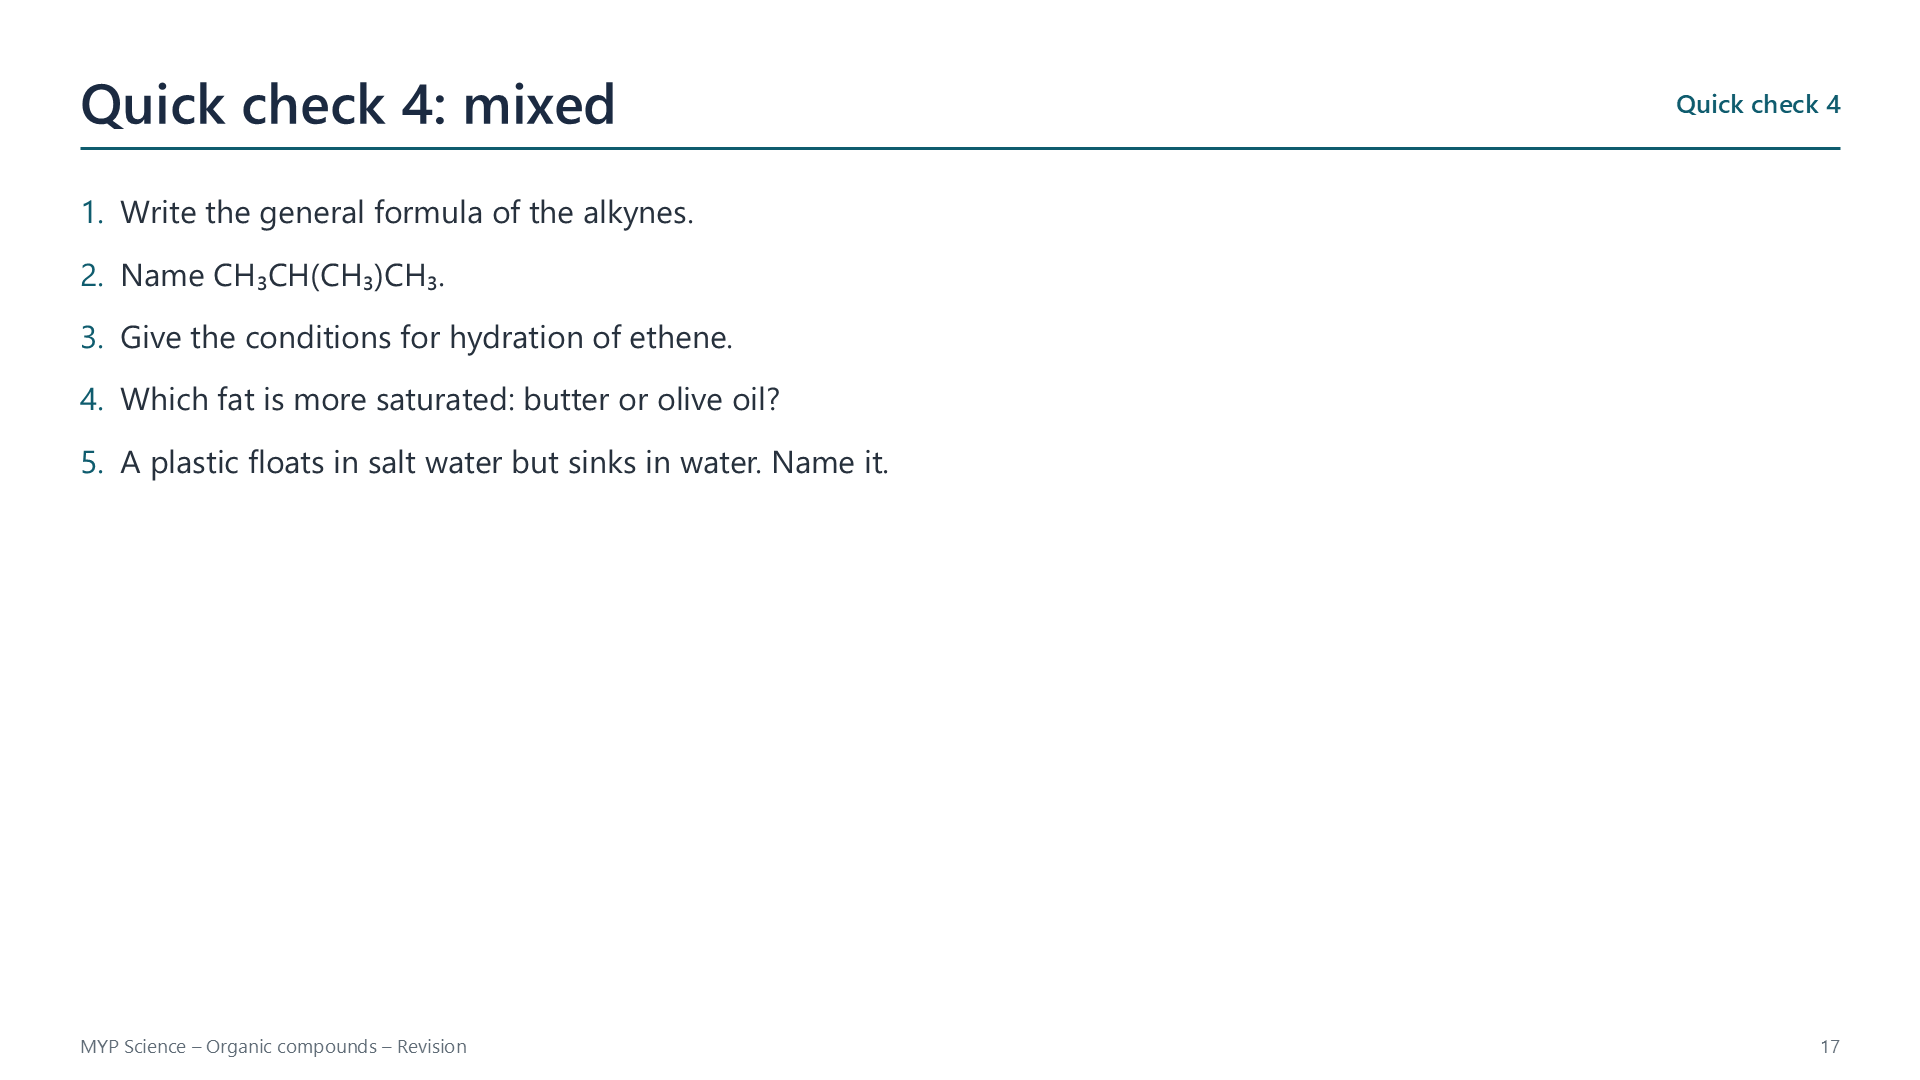 Quick check 4: mixed
Quick check 4
1. Write the general formula of the alkynes.
2. Name CH₃CH(CH₃)CH₃.
3. Give the conditions for hydration of ethene.
4. Which fat is more saturated: butter or olive oil?
5. A plastic floats in salt water but sinks in water. Name it.
MYP Science – Organic compounds – Revision
17